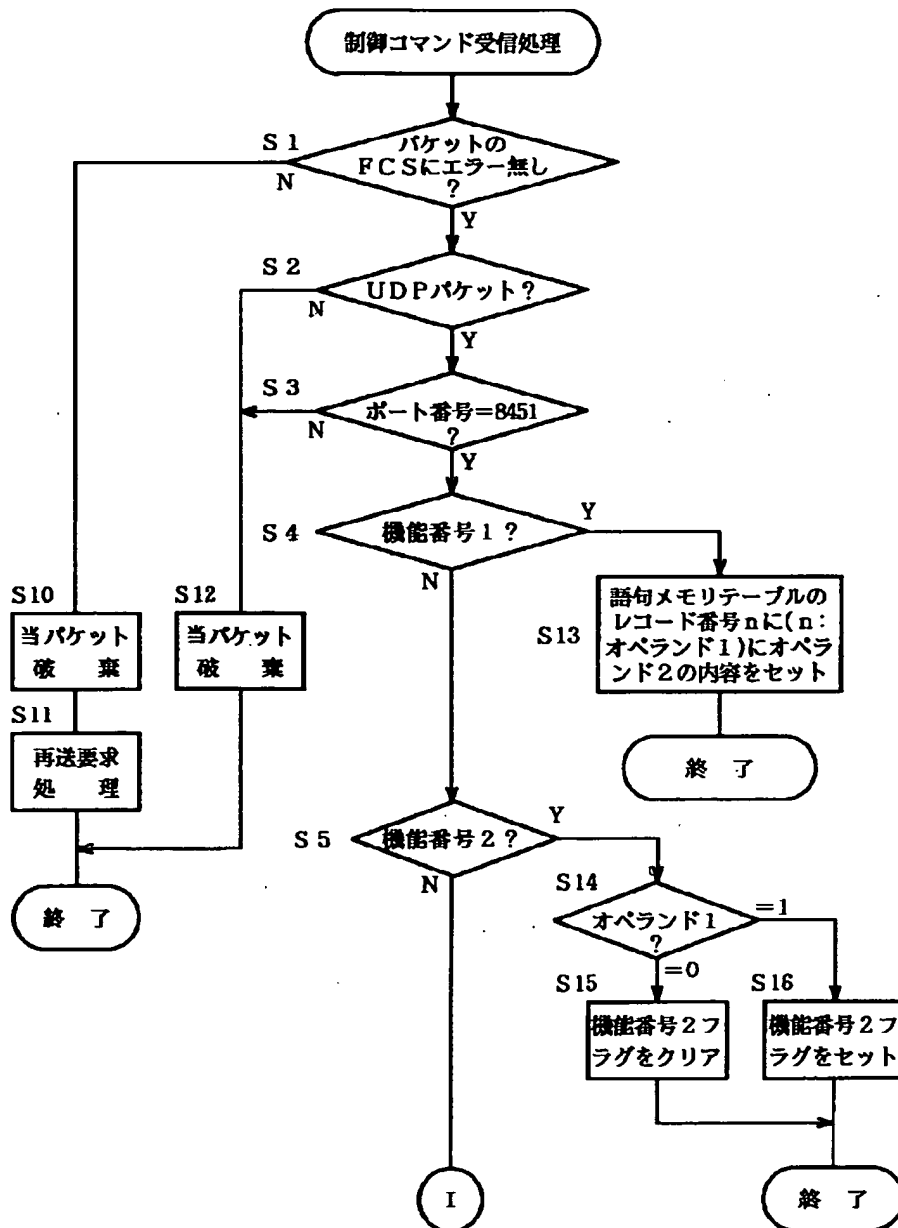 制御コマンド受信処理
S1
パケットの
FCSにエラー無し
?
N
Y
S2
UDPパケット?
N
Y
S3
ポート番号=8451
?
N
Y
S4
機能番号1?
Y
N
S10
当パケット
破 棄
S12
当パケット
破 棄
S13
語句メモリテーブルの
レコード番号nに(n:
オペランド1)にオペラ
ンド2の内容をセット
S11
再送要求
処 理
終 了
S5
機能番号2?
Y
N
終 了
S14
オペランド1
?
=1
=0
S15
機能番号2フ
ラグをクリア
S16
機能番号2フ
ラグをセット
I
終 了